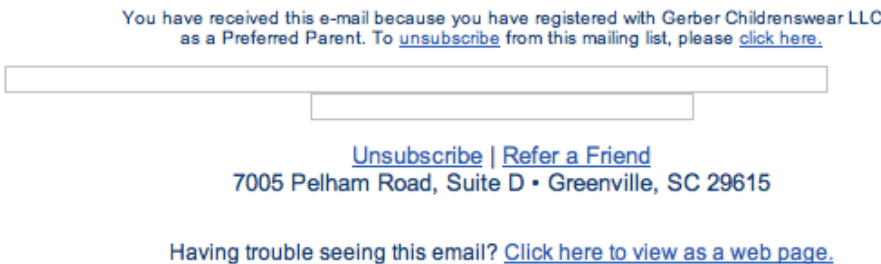 You have received this e-mail because you have registered with Gerber Childrenswear LLC
as a Preferred Parent. To unsubscribe from this mailing list, please click here.
Unsubscribe | Refer a Friend
7005 Pelham Road, Suite D • Greenville, SC 29615
Having trouble seeing this email? Click here to view as a web page.